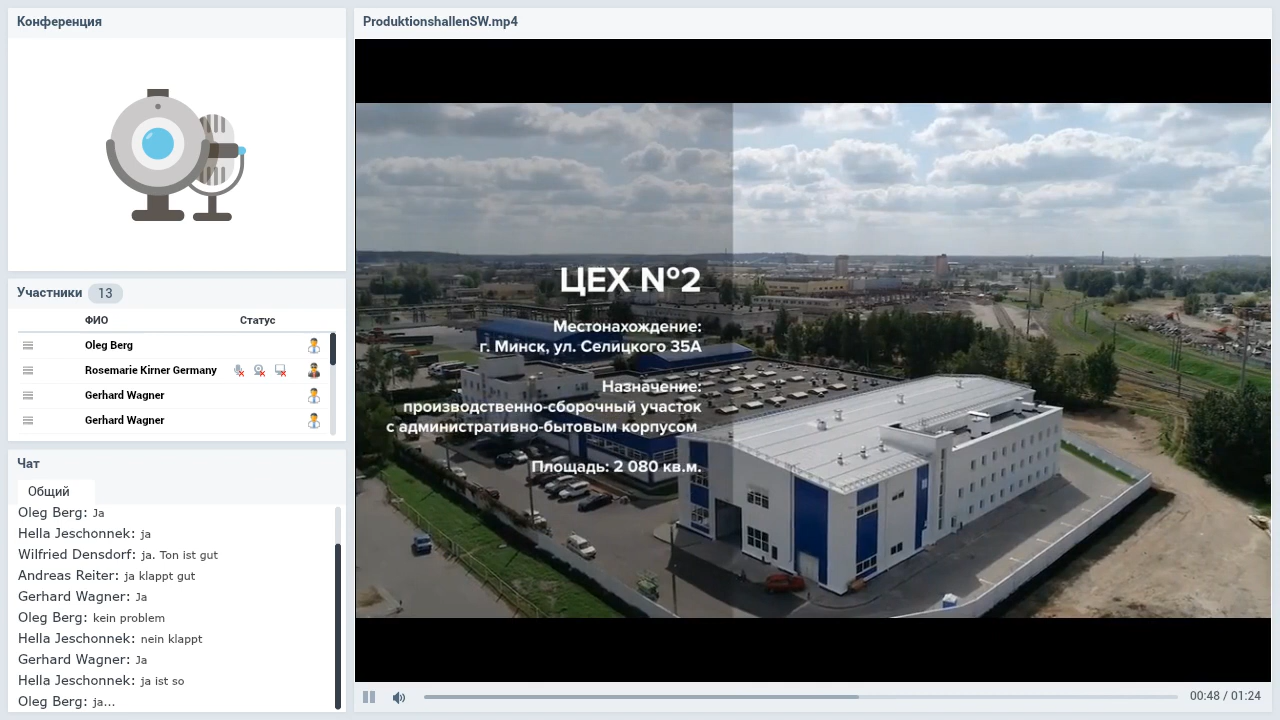 Конференция
Участники 13
ФИО Статус
Oleg Berg
Rosemarie Kirner Germany
Gerhard Wagner
Gerhard Wagner
Чат
Общий
Oleg Berg: Ja
Hella Jeschonnek: ja
Wilfried Densdorf: ja. Ton ist gut
Andreas Reiter: ja klappt gut
Gerhard Wagner: Ja
Oleg Berg: kein problem
Hella Jeschonnek: nein klappt
Gerhard Wagner: Ja
Hella Jeschonnek: ja ist so
Oleg Berg: ja...
ProduktionshallenSW.mp4
ЦЕХ №2
Местонахождение:
г. Минск, ул. Селицкого 35А
Назначение:
производственно-сборочный участок
с административно-бытовым корпусом
Площадь: 2 080 кв.м.
00:48 / 01:24